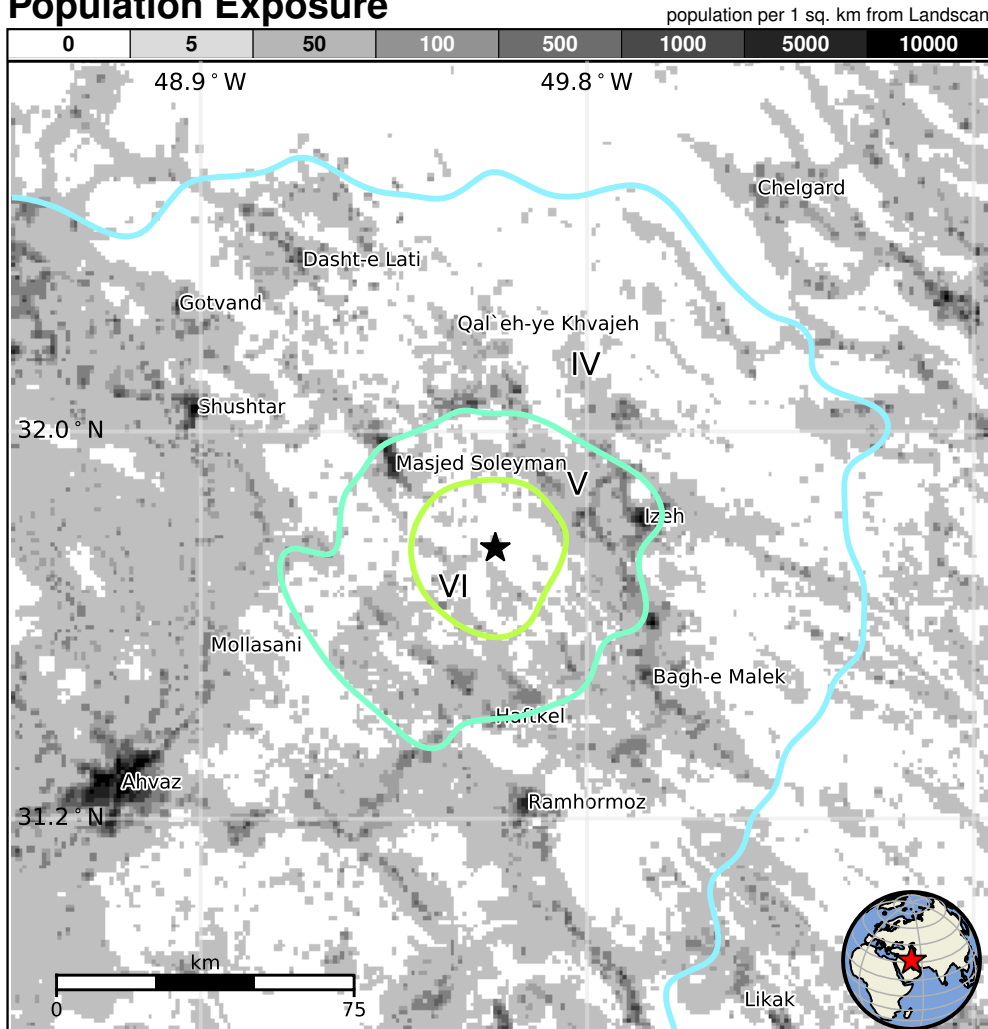 Population Exposure
population per 1 sq. km from Landscan
0 5 50 100 500 1000 5000 10000
48.9°W 49.8°W
Chelgard
Dasht-e Lati
Gotvand
Qal`eh-ye Khvajeh
IV
Shushtar
32.0°N
Masjed Soleyman
V
Izeh
VI
Mollasani
Bagh-e Malek
Haftkel
Ahvaz
Ramhormoz
31.2°N
km
0 75
Likak